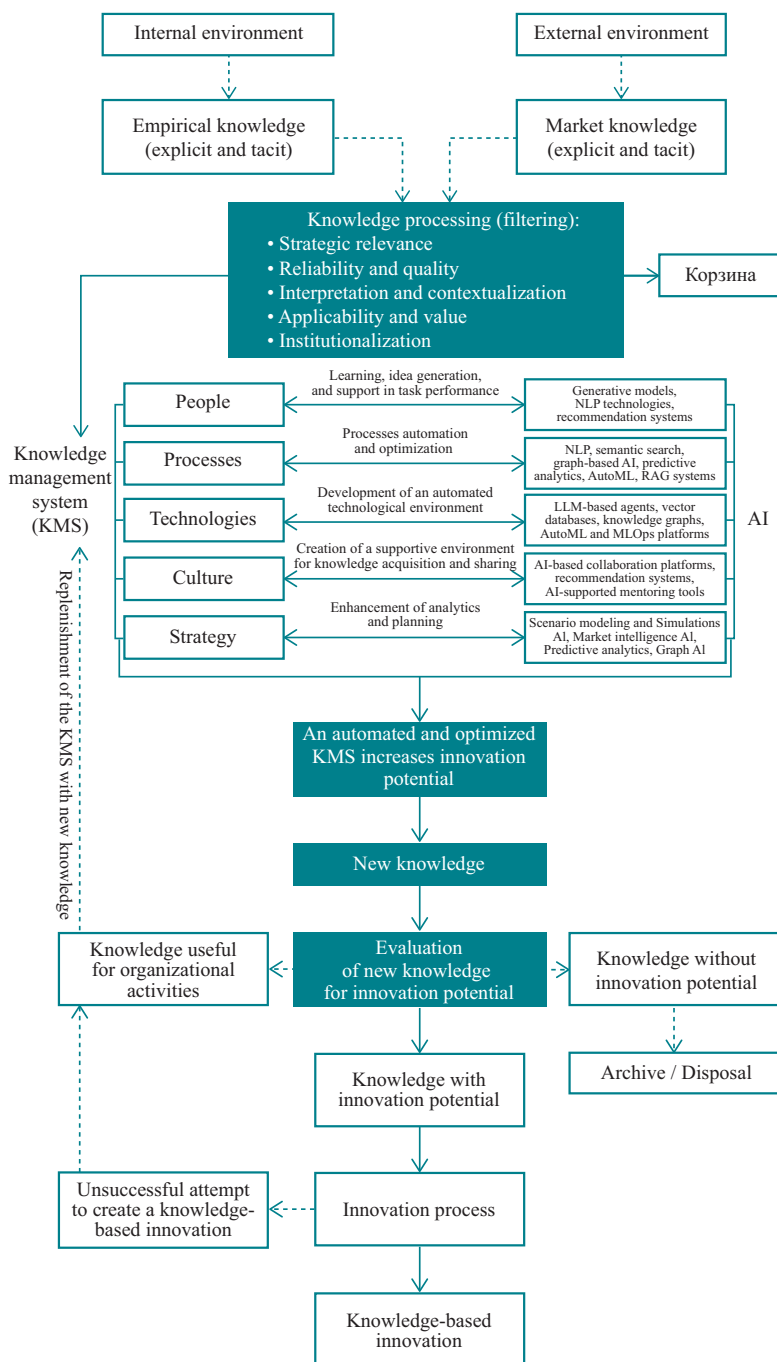 Internal environment
External environment
Empirical knowledge
(explicit and tacit)
Market knowledge
(explicit and tacit)
Knowledge processing (filtering):
• Strategic relevance
• Reliability and quality
• Interpretation and contextualization
• Applicability and value
• Institutionalization
Корзина
Knowledge
management
system
(KMS)
People
Learning, idea generation,
and support in task performance
Generative models,
NLP technologies,
recommendation systems
Processes
Processes automation
and optimization
NLP, semantic search,
graph-based AI, predictive
analytics, AutoML, RAG systems
Technologies
Development of an automated
technological environment
LLM-based agents, vector
databases, knowledge graphs,
AutoML and MLOps platforms
Culture
Creation of a supportive environment
for knowledge acquisition and sharing
AI-based collaboration platforms,
recommendation systems,
AI-supported mentoring tools
Strategy
Enhancement of analytics
and planning
Scenario modeling and Simulations
AI, Market intelligence AI,
Predictive analytics, Graph AI
AI
Replenishment of the KMS with new knowledge
An automated and optimized
KMS increases innovation
potential
New knowledge
Knowledge useful
for organizational
activities
Evaluation
of new knowledge
for innovation potential
Knowledge without
innovation potential
Archive / Disposal
Knowledge with
innovation potential
Unsuccessful attempt
to create a knowledge-
based innovation
Innovation process
Knowledge-based
innovation